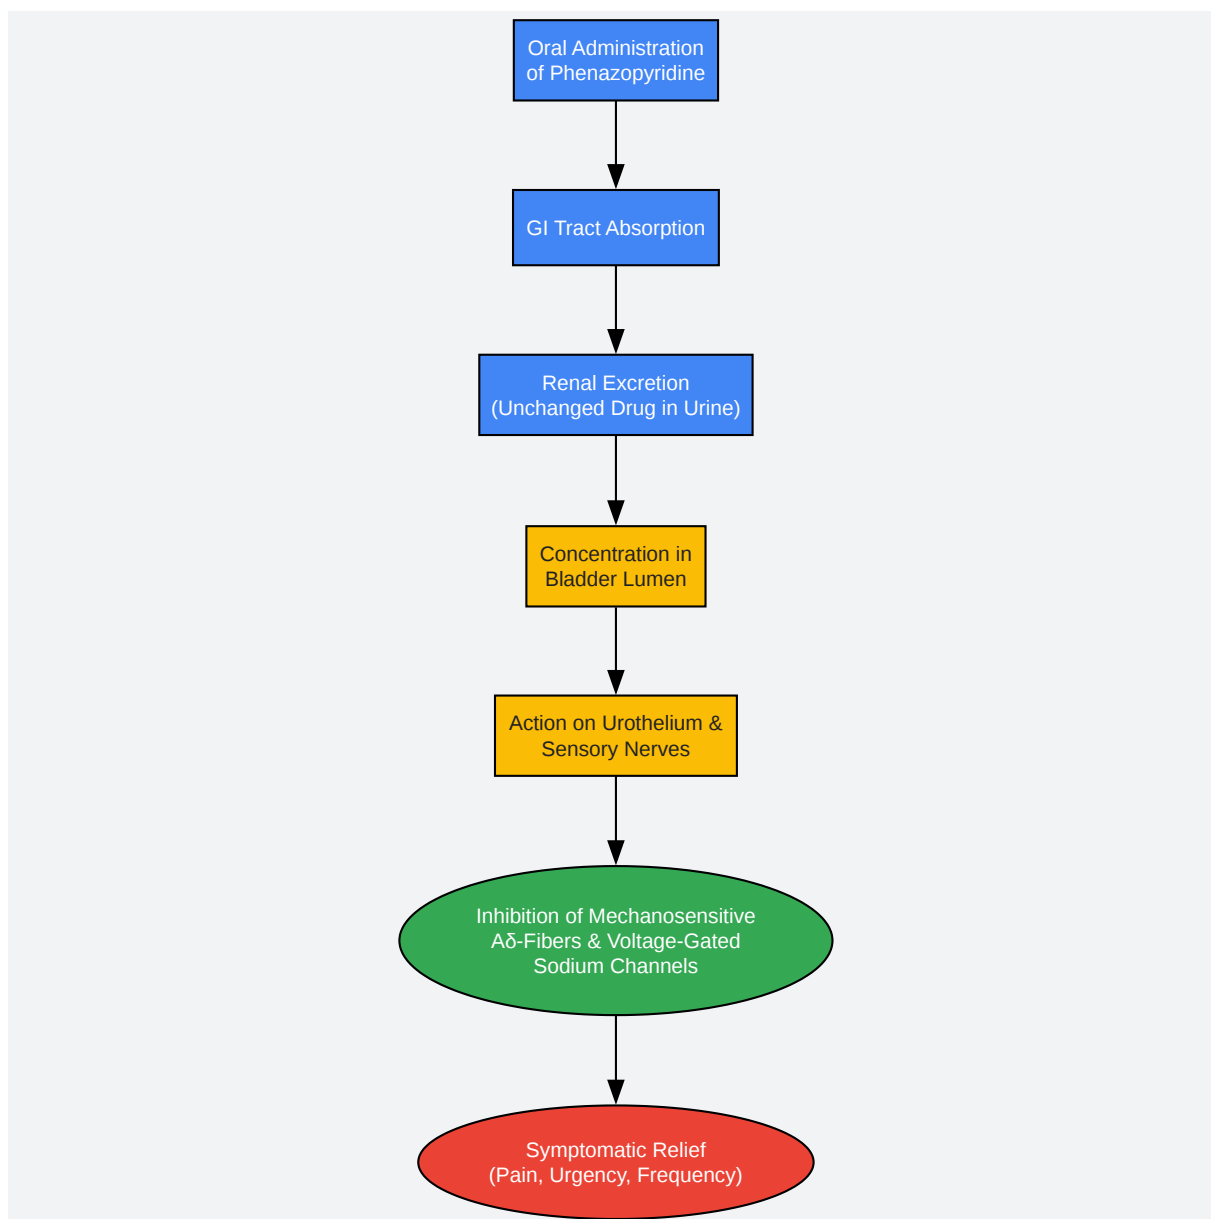 Oral Administration
of Phenazopyridine
GI Tract Absorption
Renal Excretion
(Unchanged Drug in Urine)
Concentration in
Bladder Lumen
Action on Urothelium &
Sensory Nerves
Inhibition of Mechanosensitive
Aδ-Fibers & Voltage-Gated
Sodium Channels
Symptomatic Relief
(Pain, Urgency, Frequency)